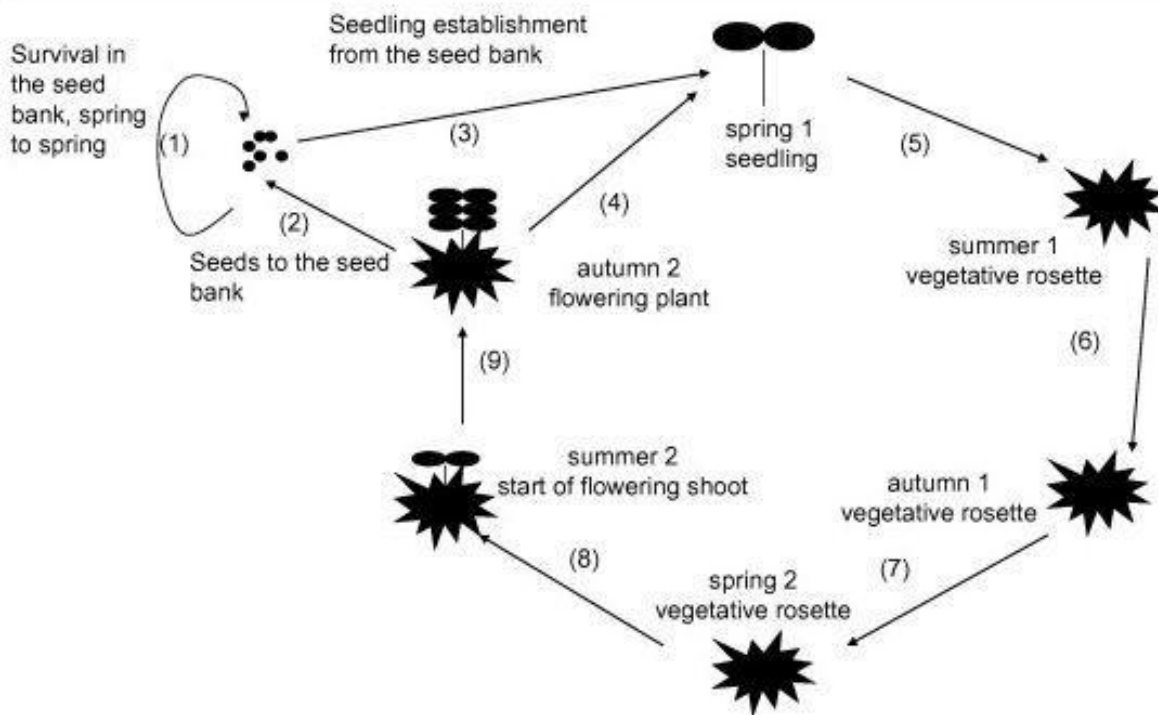 Survival in
the seed
bank, spring
to spring
(1)
Seedling establishment
from the seed bank
(3)
spring 1
seedling
(5)
(2)
(4)
Seeds to the seed
bank
autumn 2
flowering plant
summer 1
vegetative rosette
(6)
(9)
summer 2
start of flowering shoot
autumn 1
vegetative rosette
(8)
(7)
spring 2
vegetative rosette